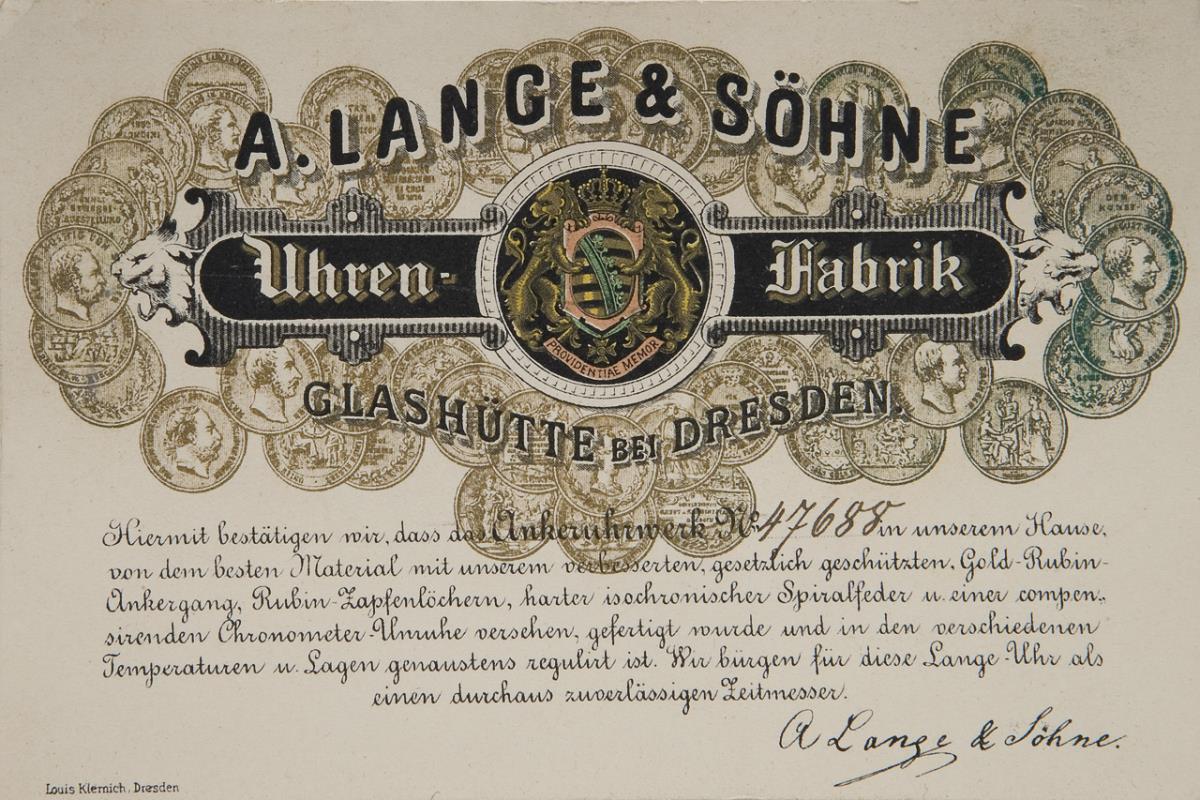 A. LANGE & SÖHNE
Uhren-Fabrik
PROVIDENTIAE MEMOR
GLASHÜTTE BEI DRESDEN.
Hiermit bestätigen wir, dass das Ankeruhrwerk No 47688 in unserem Hause,
von dem besten Material mit unserem verbesserten, gesetzlich geschützten, Gold-Rubin-
Ankergang, Rubin-Zapfenlöchern, harter isochronischer Spiralfeder u. einer compen-
sirenden Chronometer-Unruhe versehen, gefertigt wurde und in den verschiedenen
Temperaturen u. Lagen genaustens regulirt ist. Wir bürgen für diese Lange-Uhr als
einen durchaus zuverlässigen Zeitmesser.
A Lange & Söhne.
Louis Klemich, Dresden